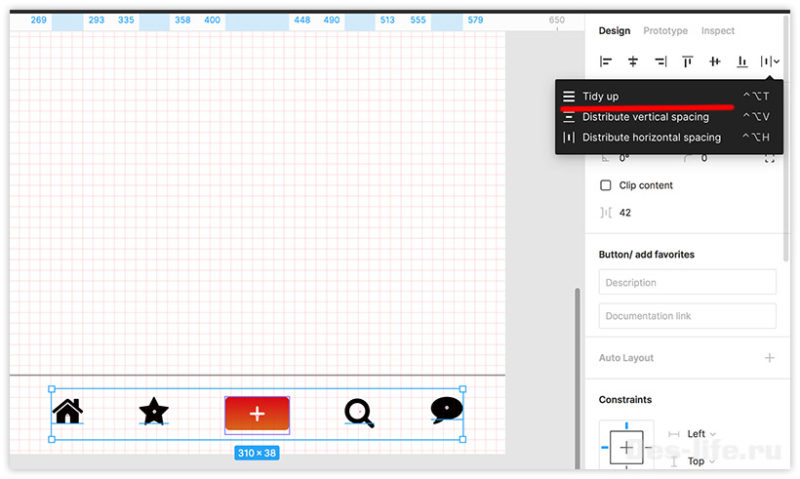 269 293 335 358 400 448 490 513 555 579 650
Design Prototype Inspect
Tidy up ^⌥T
Distribute vertical spacing ^⌥V
Distribute horizontal spacing ^⌥H
0° 0
Clip content
42
Button/ add favorites
Description
Documentation link
Auto Layout
Constraints
Left
Top
310 × 38
Des-life.ru